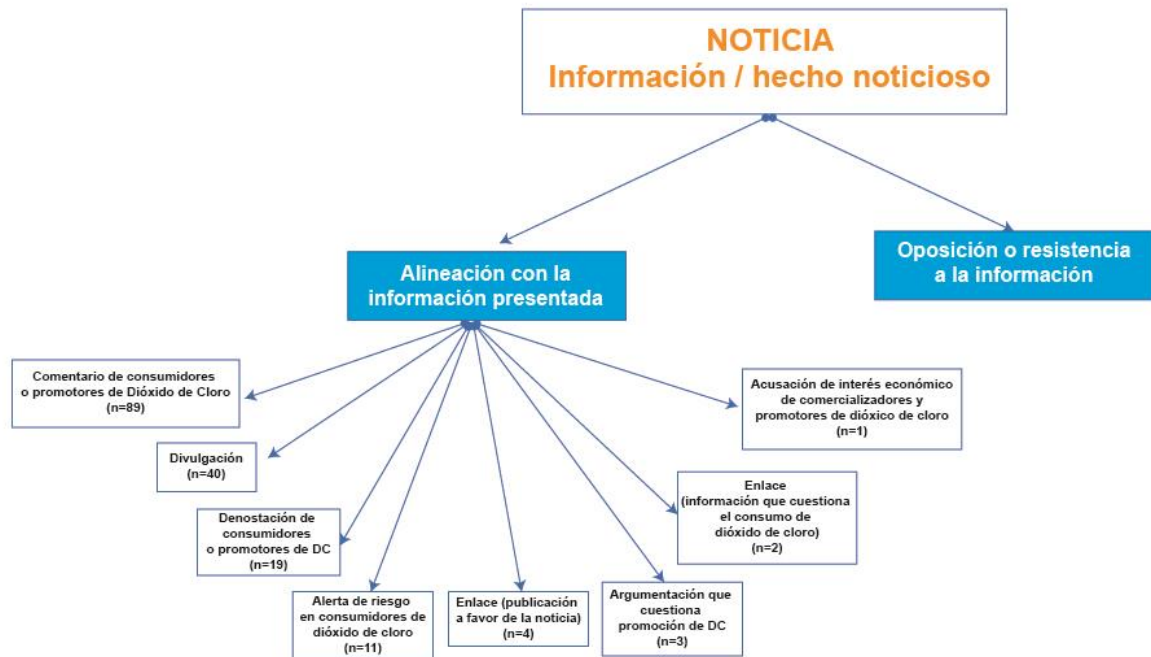 NOTICIA
Información / hecho noticioso
Alineación con la
información presentada
Oposición o resistencia
a la información
Comentario de consumidores
o promotores de Dióxido de Cloro
(n=89)
Divulgación
(n=40)
Denostación de
consumidores
o promotores de DC
(n=19)
Alerta de riesgo
en consumidores de
dióxido de cloro
(n=11)
Enlace (publicación
a favor de la noticia)
(n=4)
Argumentación que
cuestiona
promoción de DC
(n=3)
Enlace
(información que cuestiona
el consumo de
dióxido de cloro)
(n=2)
Acusación de interés económico
de comercializadores y
promotores de dióxico de cloro
(n=1)